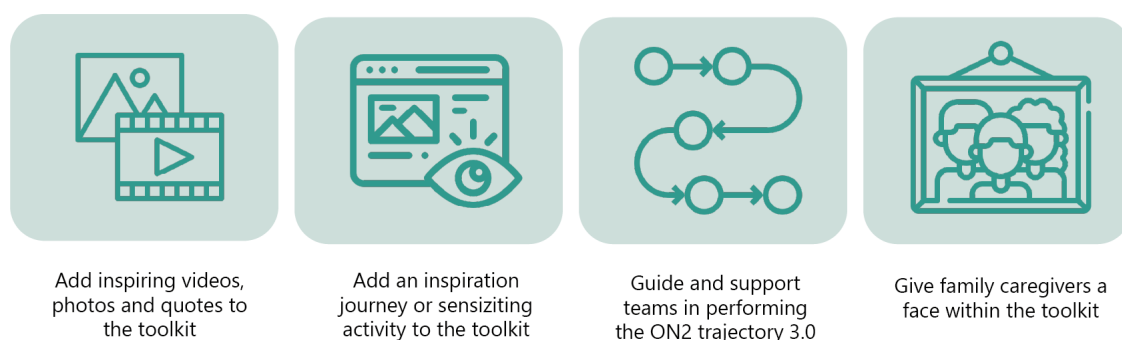 Add inspiring videos,
photos and quotes to
the toolkit
Add an inspiration
journey or sensiziting
activity to the toolkit
Guide and support
teams in performing
the ON2 trajectory 3.0
Give family caregivers a
face within the toolkit